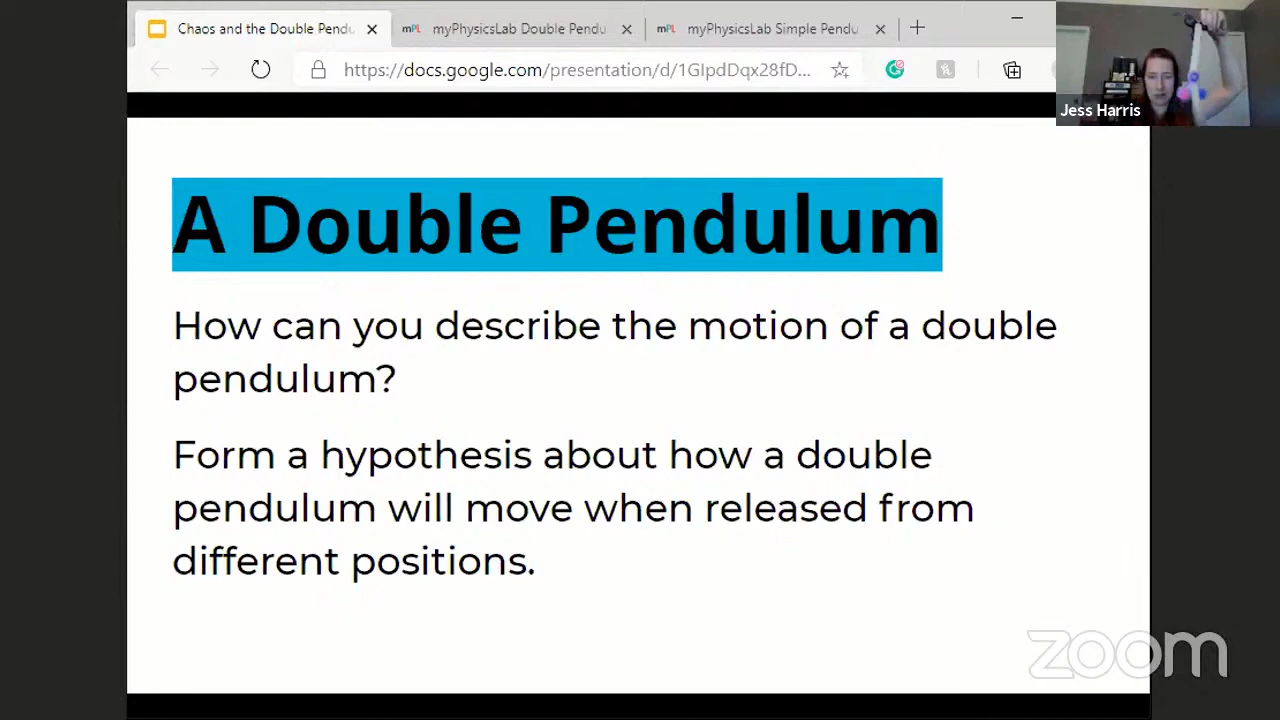 Chaos and the Double Pendu
mPL myPhysicsLab Double Pendu
mPL myPhysicsLab Simple Pendu
https://docs.google.com/presentation/d/1GIpdDqx28fD...
Jess Harris
A Double Pendulum
How can you describe the motion of a double
pendulum?
Form a hypothesis about how a double
pendulum will move when released from
different positions.
zoom